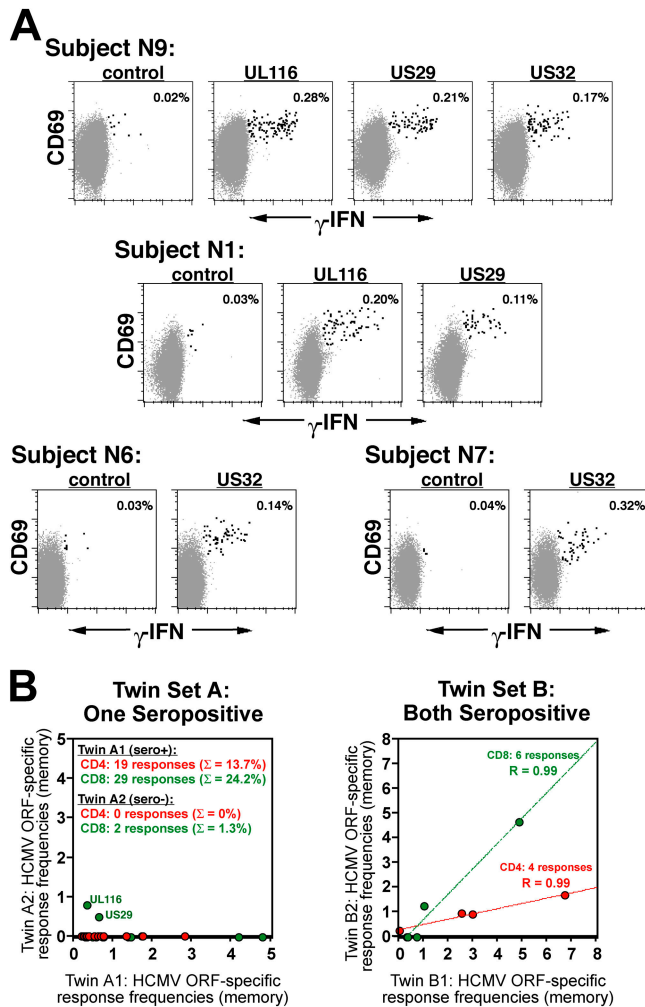 A
Subject N9:
control UL116 US29 US32
0.02% 0.28% 0.21% 0.17%
CD69
γ-IFN
Subject N1:
control UL116 US29
0.03% 0.20% 0.11%
CD69
γ-IFN
Subject N6: Subject N7:
control US32 control US32
0.03% 0.14% 0.04% 0.32%
CD69 CD69
γ-IFN γ-IFN
B
Twin Set A:
One Seropositive
Twin A2: HCMV ORF-specific
response frequencies (memory)
5
4
3
2
1
0
Twin A1 (sero+):
CD4: 19 responses (Σ = 13.7%)
CD8: 29 responses (Σ = 24.2%)
Twin A2 (sero-):
CD4: 0 responses (Σ = 0%)
CD8: 2 responses (Σ = 1.3%)
UL116
US29
0 1 2 3 4 5
Twin A1: HCMV ORF-specific
response frequencies (memory)
Twin Set B:
Both Seropositive
Twin B2: HCMV ORF-specific
response frequencies (memory)
8
7
6
5
4
3
2
1
0
CD8: 6 responses
R = 0.99
CD4: 4 responses
R = 0.99
0 1 2 3 4 5 6 7 8
Twin B1: HCMV ORF-specific
response frequencies (memory)